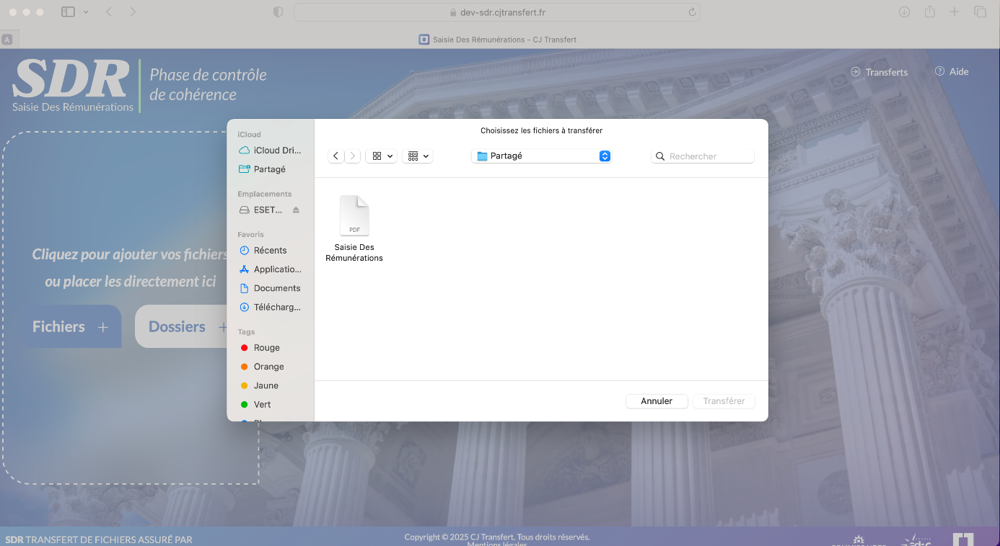 dev-sdr.cjtransfert.fr
A
Saisie Des Rémunérations – CJ Transfert
SDR
Saisie Des Rémunérations
Phase de contrôle
de cohérence
Transferts
Aide
Cliquez pour ajouter vos fichiers
ou placer les directement ici
Fichiers +
Dossiers +
iCloud
iCloud Dri...
Partagé
Emplacements
ESET...
Favoris
Récents
Applicatio...
Documents
Télécharg...
Tags
Rouge
Orange
Jaune
Vert
Choisissez les fichiers à transférer
Partagé
Rechercher
PDF
Saisie Des
Rémunérations
Annuler
Transférer
SDR TRANSFERT DE FICHIERS ASSURÉ PAR
Copyright © 2025 CJ Transfert. Tous droits réservés.
Mentions légales